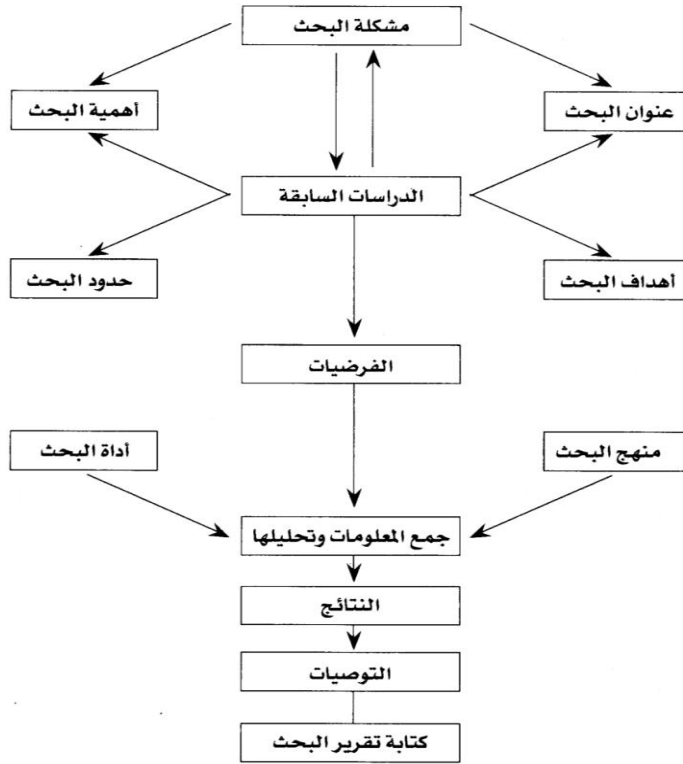 مشكلة البحث
عنوان البحث
أهمية البحث
الدراسات السابقة
أهداف البحث
حدود البحث
الفرضيات
منهج البحث
أداة البحث
جمع المعلومات وتحليلها
النتائج
التوصيات
كتابة تقرير البحث